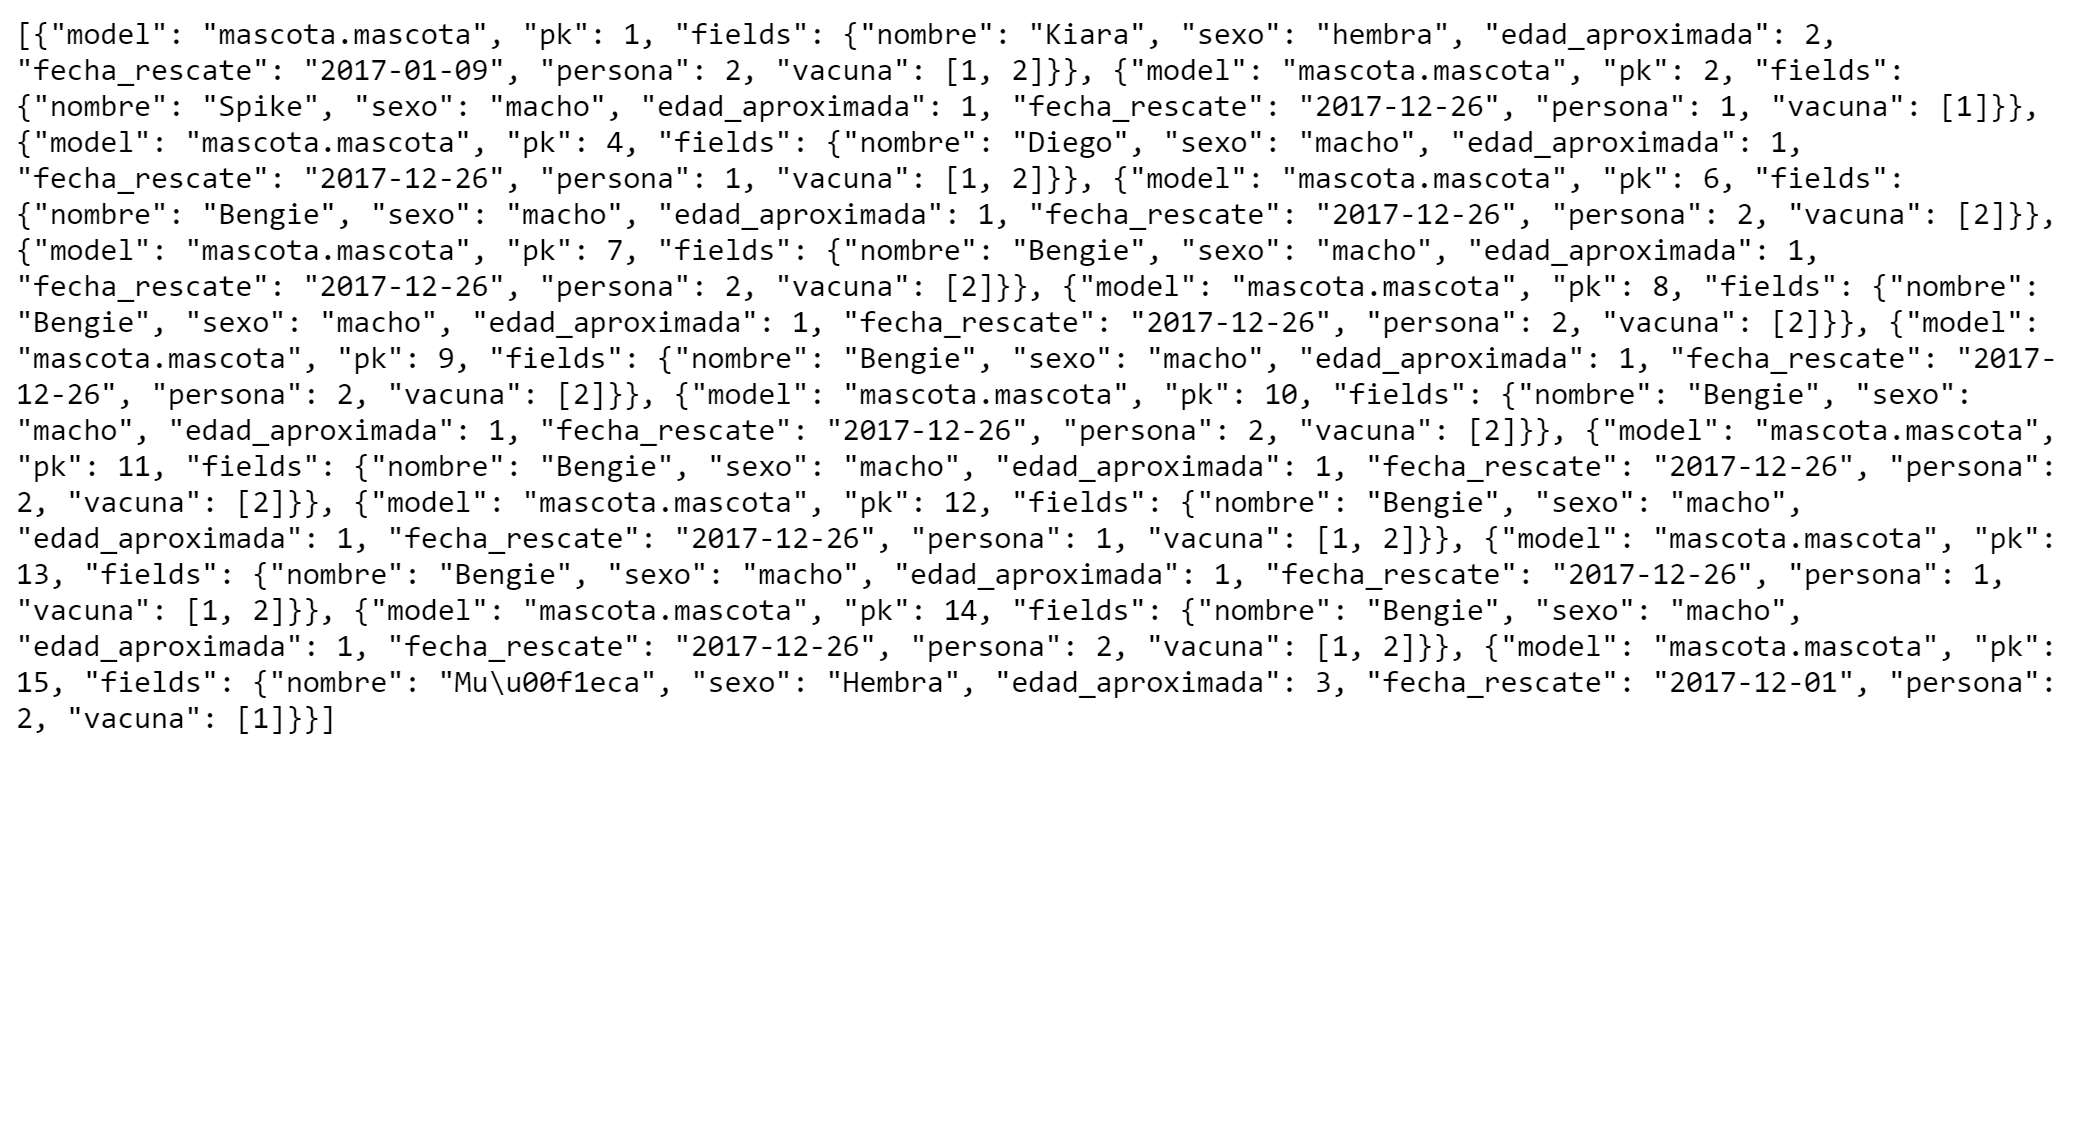 [{"model": "mascota.mascota", "pk": 1, "fields": {"nombre": "Kiara", "sexo": "hembra", "edad_aproximada": 2,
"fecha_rescate": "2017-01-09", "persona": 2, "vacuna": [1, 2]}}, {"model": "mascota.mascota", "pk": 2, "fields":
{"nombre": "Spike", "sexo": "macho", "edad_aproximada": 1, "fecha_rescate": "2017-12-26", "persona": 1, "vacuna": [1]}},
{"model": "mascota.mascota", "pk": 4, "fields": {"nombre": "Diego", "sexo": "macho", "edad_aproximada": 1,
"fecha_rescate": "2017-12-26", "persona": 1, "vacuna": [1, 2]}}, {"model": "mascota.mascota", "pk": 6, "fields":
{"nombre": "Bengie", "sexo": "macho", "edad_aproximada": 1, "fecha_rescate": "2017-12-26", "persona": 2, "vacuna": [2]}},
{"model": "mascota.mascota", "pk": 7, "fields": {"nombre": "Bengie", "sexo": "macho", "edad_aproximada": 1,
"fecha_rescate": "2017-12-26", "persona": 2, "vacuna": [2]}}, {"model": "mascota.mascota", "pk": 8, "fields": {"nombre":
"Bengie", "sexo": "macho", "edad_aproximada": 1, "fecha_rescate": "2017-12-26", "persona": 2, "vacuna": [2]}}, {"model":
"mascota.mascota", "pk": 9, "fields": {"nombre": "Bengie", "sexo": "macho", "edad_aproximada": 1, "fecha_rescate": "2017-
12-26", "persona": 2, "vacuna": [2]}}, {"model": "mascota.mascota", "pk": 10, "fields": {"nombre": "Bengie", "sexo":
"macho", "edad_aproximada": 1, "fecha_rescate": "2017-12-26", "persona": 2, "vacuna": [2]}}, {"model": "mascota.mascota",
"pk": 11, "fields": {"nombre": "Bengie", "sexo": "macho", "edad_aproximada": 1, "fecha_rescate": "2017-12-26", "persona":
2, "vacuna": [2]}}, {"model": "mascota.mascota", "pk": 12, "fields": {"nombre": "Bengie", "sexo": "macho",
"edad_aproximada": 1, "fecha_rescate": "2017-12-26", "persona": 1, "vacuna": [1, 2]}}, {"model": "mascota.mascota", "pk":
13, "fields": {"nombre": "Bengie", "sexo": "macho", "edad_aproximada": 1, "fecha_rescate": "2017-12-26", "persona": 1,
"vacuna": [1, 2]}}, {"model": "mascota.mascota", "pk": 14, "fields": {"nombre": "Bengie", "sexo": "macho",
"edad_aproximada": 1, "fecha_rescate": "2017-12-26", "persona": 2, "vacuna": [1, 2]}}, {"model": "mascota.mascota", "pk":
15, "fields": {"nombre": "Mu\u00f1eca", "sexo": "Hembra", "edad_aproximada": 3, "fecha_rescate": "2017-12-01", "persona":
2, "vacuna": [1]}}]